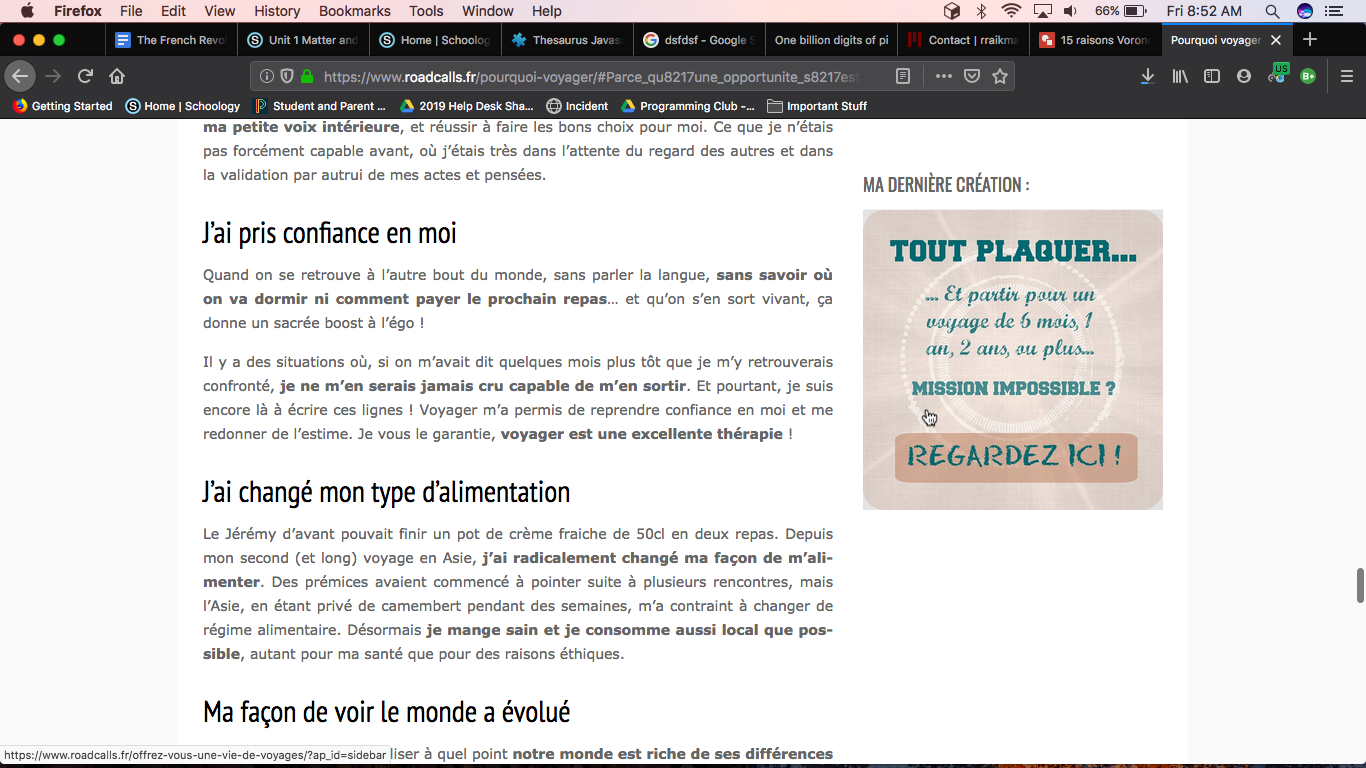 Firefox File Edit View History Bookmarks Tools Window Help 66% Fri 8:52 AM
The French Revo Unit 1 Matter and Home | Schoolog Thesaurus Javas dsfdsf - Google S One billion digits of pi Contact | rraikma 15 raisons Voron Pourquoi voyager
https://www.roadcalls.fr/pourquoi-voyager/#Parce_qu8217une_opportunite_s8217est US B+
Getting Started Home | Schoology Student and Parent ... 2019 Help Desk Sha... Incident Programming Club -... Important Stuff
ma petite voix intérieure, et réussir à faire les bons choix pour moi. Ce que je n’étais
pas forcément capable avant, où j’étais très dans l’attente du regard des autres et dans
la validation par autrui de mes actes et pensées.
J’ai pris confiance en moi
Quand on se retrouve à l’autre bout du monde, sans parler la langue, sans savoir où
on va dormir ni comment payer le prochain repas… et qu’on s’en sort vivant, ça
donne un sacrée boost à l’égo !
Il y a des situations où, si on m’avait dit quelques mois plus tôt que je m’y retrouverais
confronté, je ne m’en serais jamais cru capable de m’en sortir. Et pourtant, je suis
encore là à écrire ces lignes ! Voyager m’a permis de reprendre confiance en moi et me
redonner de l’estime. Je vous le garantie, voyager est une excellente thérapie !
J’ai changé mon type d’alimentation
Le Jérémy d’avant pouvait finir un pot de crème fraiche de 50cl en deux repas. Depuis
mon second (et long) voyage en Asie, j’ai radicalement changé ma façon de m’ali-
menter. Des prémices avaient commencé à pointer suite à plusieurs rencontres, mais
l’Asie, en étant privé de camembert pendant des semaines, m’a contraint à changer de
régime alimentaire. Désormais je mange sain et je consomme aussi local que pos-
sible, autant pour ma santé que pour des raisons éthiques.
Ma façon de voir le monde a évolué
liser à quel point notre monde est riche de ses différences
https://www.roadcalls.fr/offrez-vous-une-vie-de-voyages/?ap_id=sidebar
MA DERNIÈRE CRÉATION :
TOUT PLAQUER...
... Et partir pour un
voyage de 6 mois, 1
an, 2 ans, ou plus...
MISSION IMPOSSIBLE ?
REGARDEZ ICI !